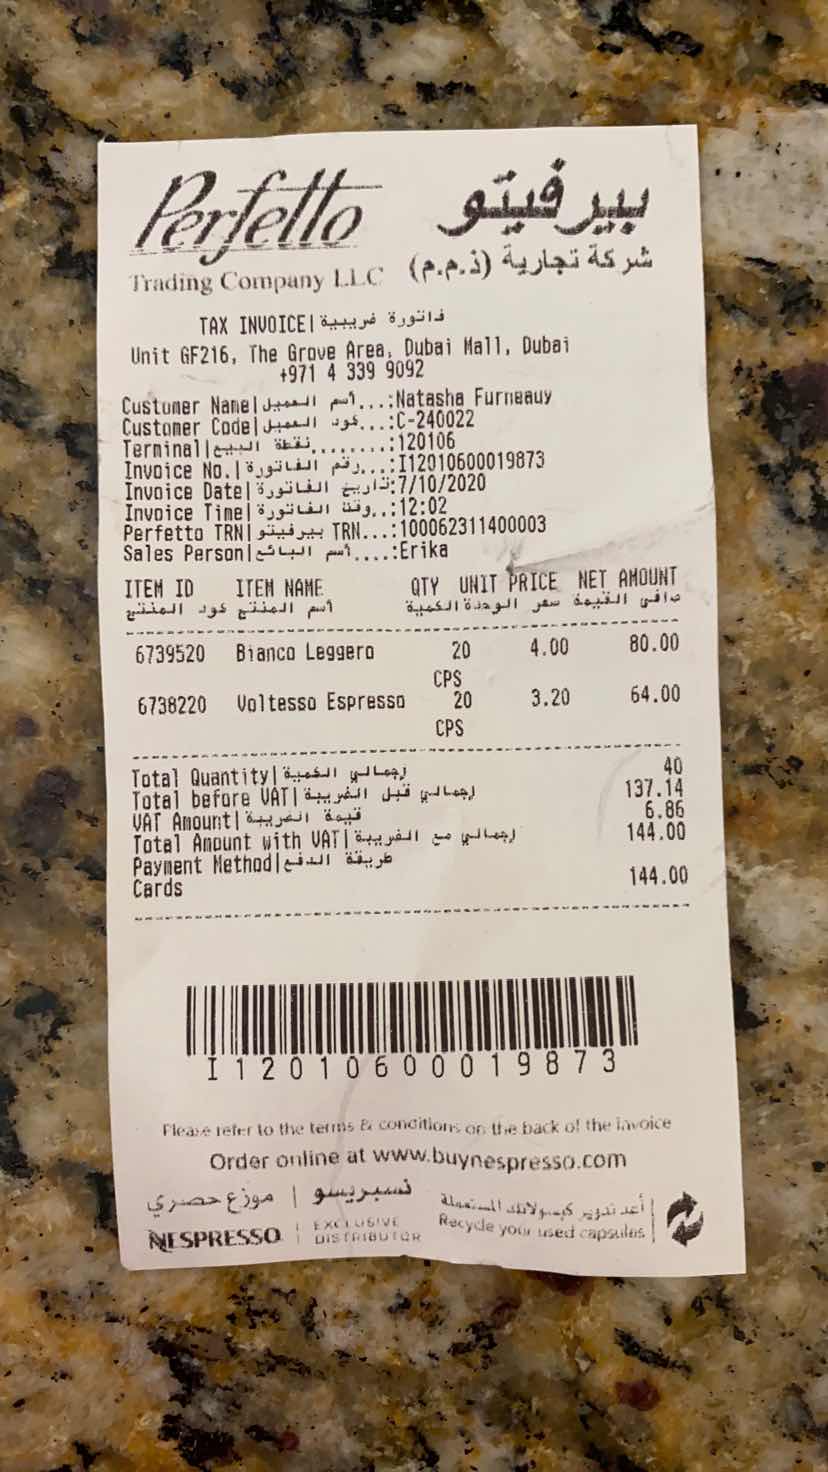 Perfetto بيرفيتو
Trading Company LLC شركة تجارية (ذ.م.م)
TAX INVOICE|فاتورة ضريبية
Unit GF216, The Grove Area, Dubai Mall, Dubai
+971 4 339 9092
Customer Name|أسم العميل...:Natasha Furneauy
Customer Code|كود العميل...:C-240022
Terminal|نقطة البيع........:120106
Invoice No.|رقم الفاتورة...:I12010600019873
Invoice Date|تاريخ الفاتورة:7/10/2020
Invoice Time|وقت الفاتورة..:12:02
Perfetto TRN|بيرفيتو TRN...:100062311400003
Sales Person|أسم البائع....:Erika
ITEM ID ITEM NAME QTY UNIT PRICE NET AMOUNT
كود المنتج أسم المنتج الكمية سعر الوحدة صافي القيمة
6739520 Bianco Leggero 20 4.00 80.00
CPS
6738220 Voltesso Espresso 20 3.20 64.00
CPS
Total Quantity|إجمالي الكمية 40
Total before VAT|إجمالي قبل الضريبة 137.14
VAT Amount|قيمة الضريبة 6.86
Total Amount with VAT|إجمالي مع الضريبة 144.00
Payment Method|طريقة الدفع
Cards 144.00
I12010600019873
Please refer to the terms & conditions on the back of the invoice
Order online at www.buynespresso.com
نسبريسو | موزع حصري أعد تدوير كبسولاتك المستعملة
NESPRESSO | EXCLUSIVE DISTRIBUTOR Recycle your used capsules